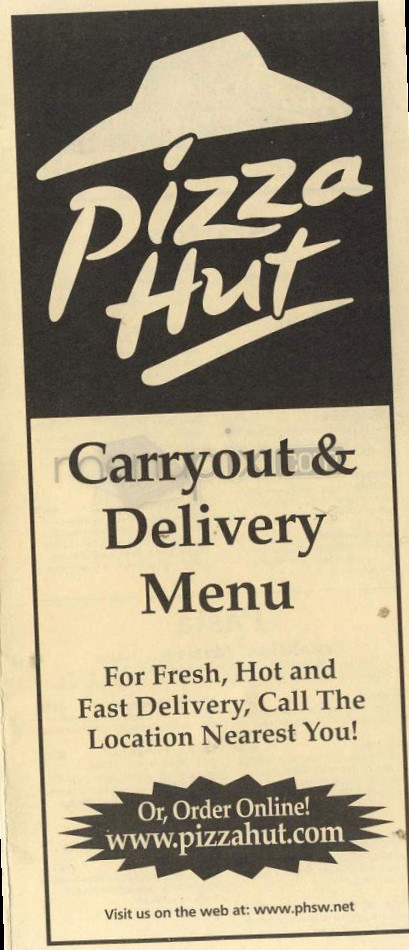 Pizza
Hut
Carryout &
Delivery
Menu
For Fresh, Hot and
Fast Delivery, Call The
Location Nearest You!
Or, Order Online!
www.pizzahut.com
Visit us on the web at: www.phsw.net